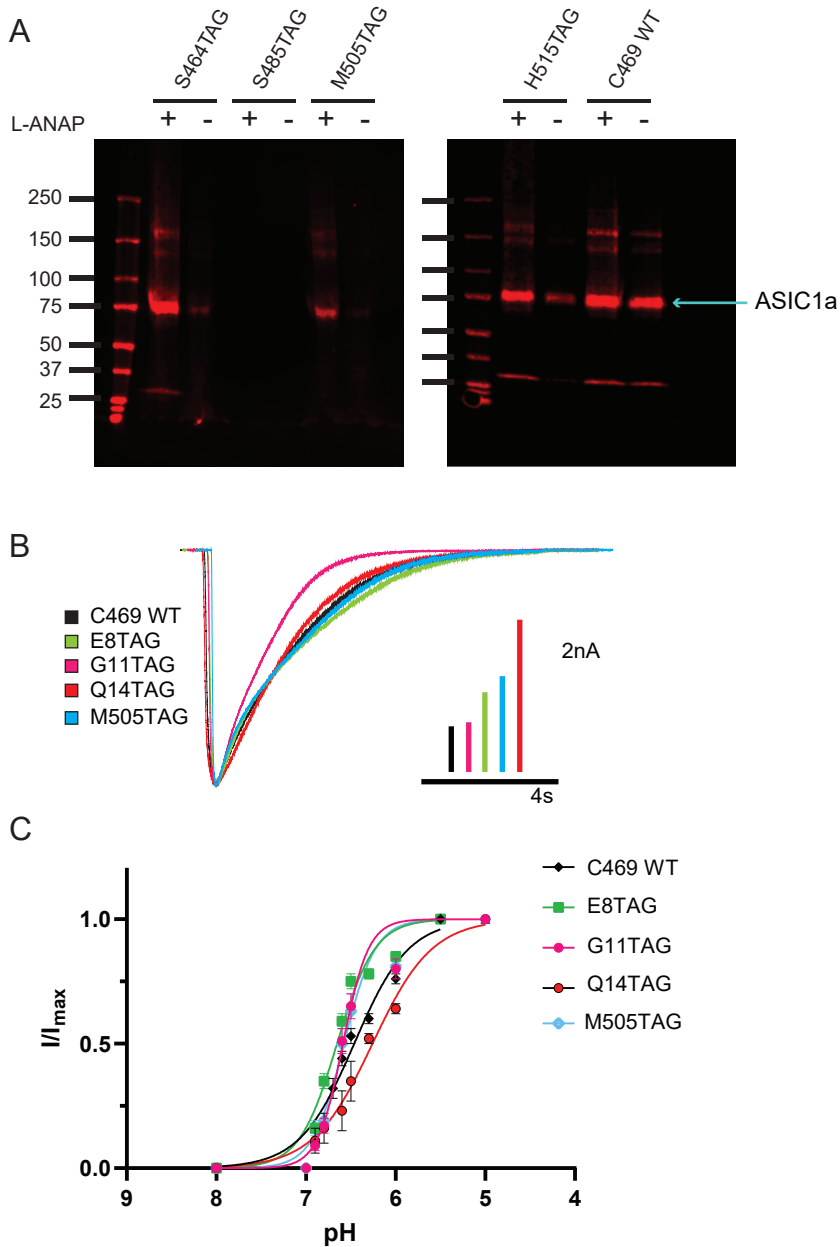 A
S464TAG
S485TAG
M505TAG
H515TAG
C469 WT
L-ANAP
+ - + - + - + - + -
250
150
100
75
50
37
25
ASIC1a
B
C469 WT
E8TAG
G11TAG
Q14TAG
M505TAG
2nA
4s
C
1.0
0.5
0.0
I/Imax
9 8 7 6 5 4
pH
C469 WT
E8TAG
G11TAG
Q14TAG
M505TAG